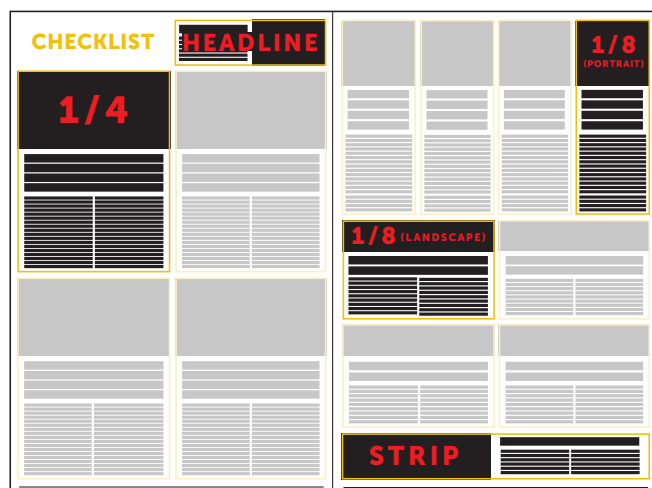 CHECKLIST
HEADLINE
1/4
1/8
(PORTRAIT)
1/8 (LANDSCAPE)
STRIP